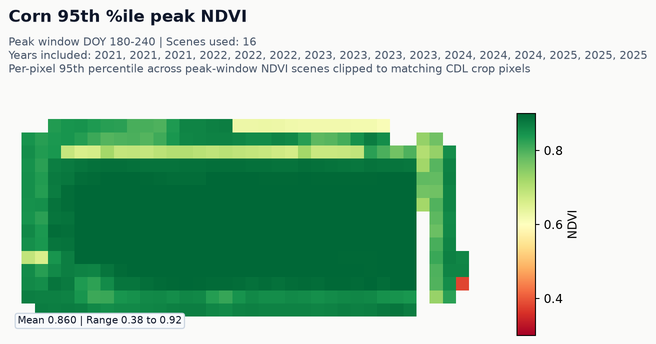 Corn 95th %ile peak NDVI
Peak window DOY 180-240 | Scenes used: 16
Years included: 2021, 2021, 2021, 2022, 2022, 2022, 2023, 2023, 2023, 2023, 2024, 2024, 2024, 2025, 2025, 2025
Per-pixel 95th percentile across peak-window NDVI scenes clipped to matching CDL crop pixels
0.8
0.6
0.4
NDVI
Mean 0.860 | Range 0.38 to 0.92